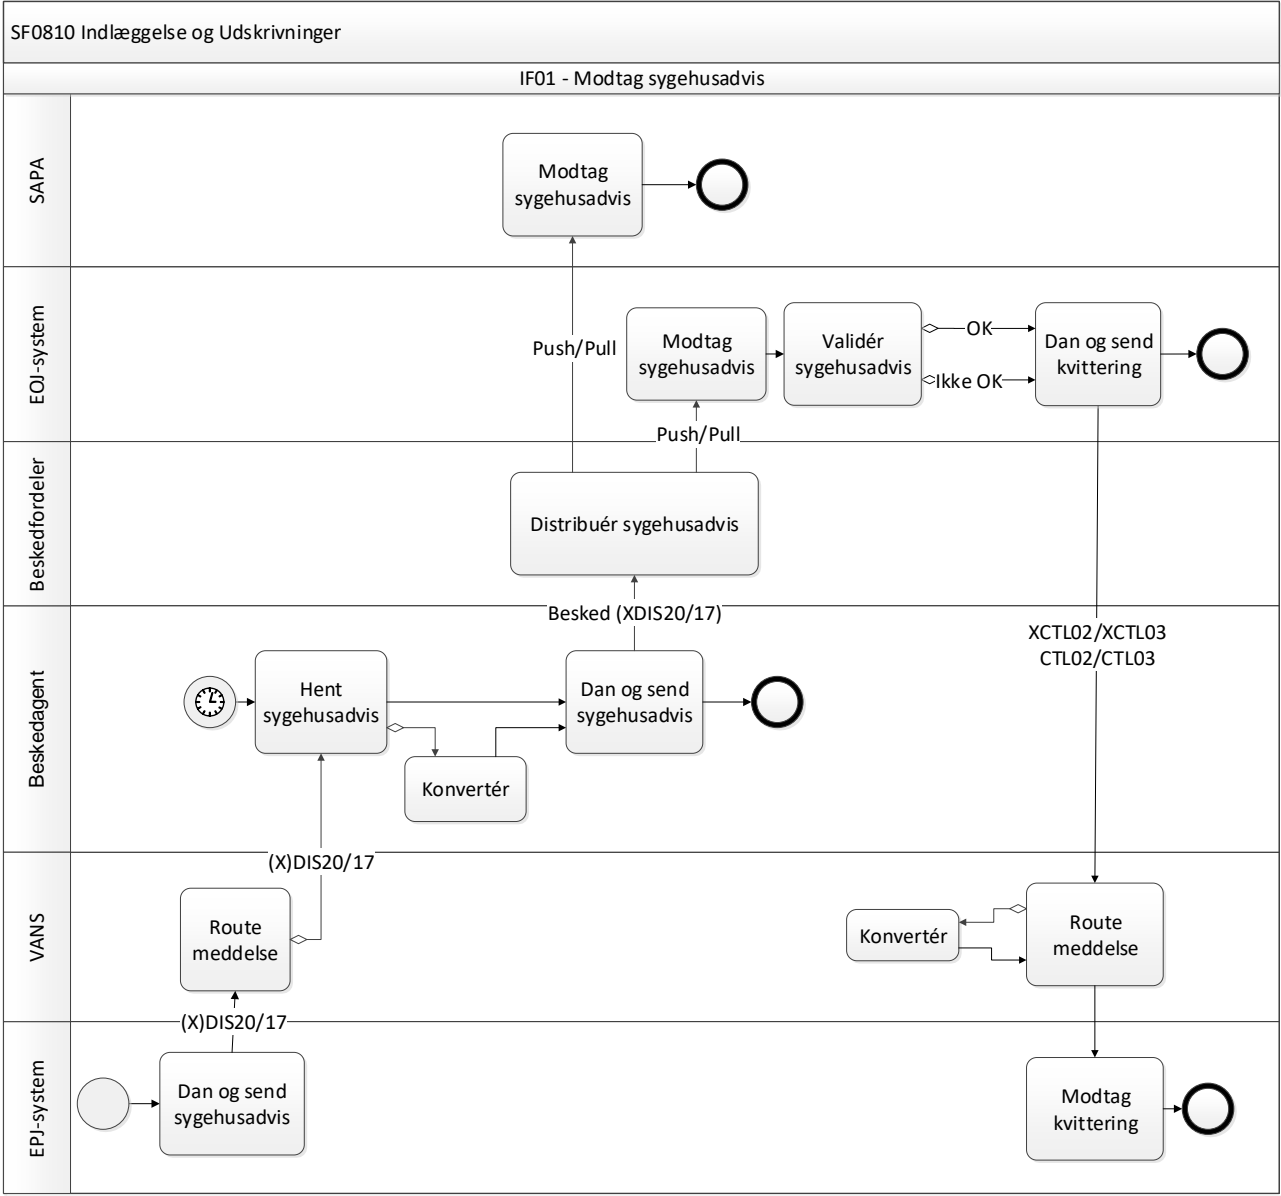 SF0810 Indlæggelse og Udskrivninger
IF01 - Modtag sygehusadvis
SAPA
Modtag
sygehusadvis
EOJ-system
Push/Pull
Modtag
sygehusadvis
Validér
sygehusadvis
OK
Ikke OK
Dan og send
kvittering
Push/Pull
Beskedfordeler
Distribuér sygehusadvis
Besked (XDIS20/17)
XCTL02/XCTL03
CTL02/CTL03
Beskedagent
Hent
sygehusadvis
Dan og send
sygehusadvis
Konvertér
(X)DIS20/17
VANS
Route
meddelse
Konvertér
Route
meddelse
(X)DIS20/17
EPJ-system
Dan og send
sygehusadvis
Modtag
kvittering